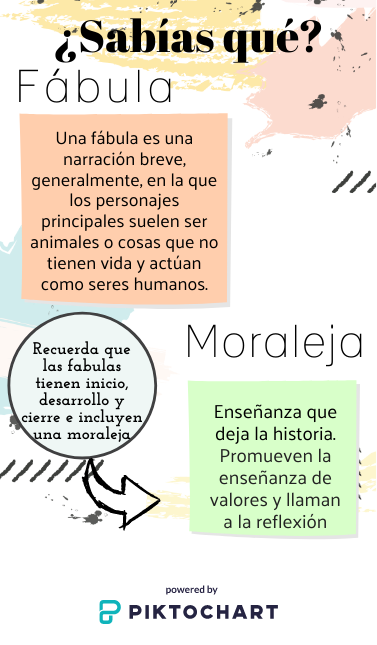 ¿Sabías qué?
Fábula
Una fábula es una
narración breve,
generalmente, en la que
los personajes
principales suelen ser
animales o cosas que no
tienen vida y actúan
como seres humanos.
Recuerda que
las fabulas
tienen inicio,
desarrollo y
cierre e incluyen
una moraleja
Moraleja
Enseñanza que
deja la historia.
Promueven la
enseñanza de
valores y llaman
a la reflexión
powered by
PIKTOCHART